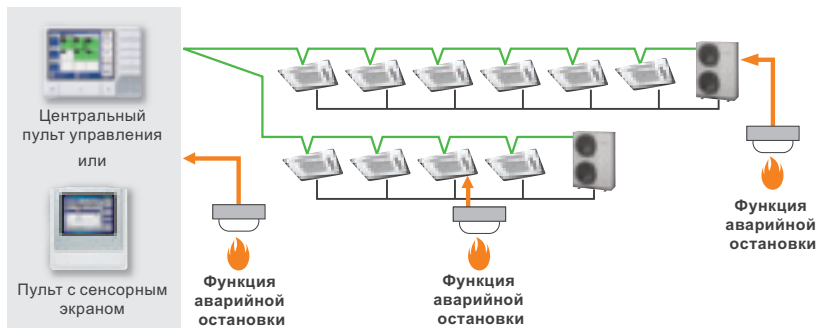 Центральный
пульт управления
или
Пульт с сенсорным
экраном
Функция
аварийной
остановки
Функция
аварийной
остановки
Функция
аварийной
остановки